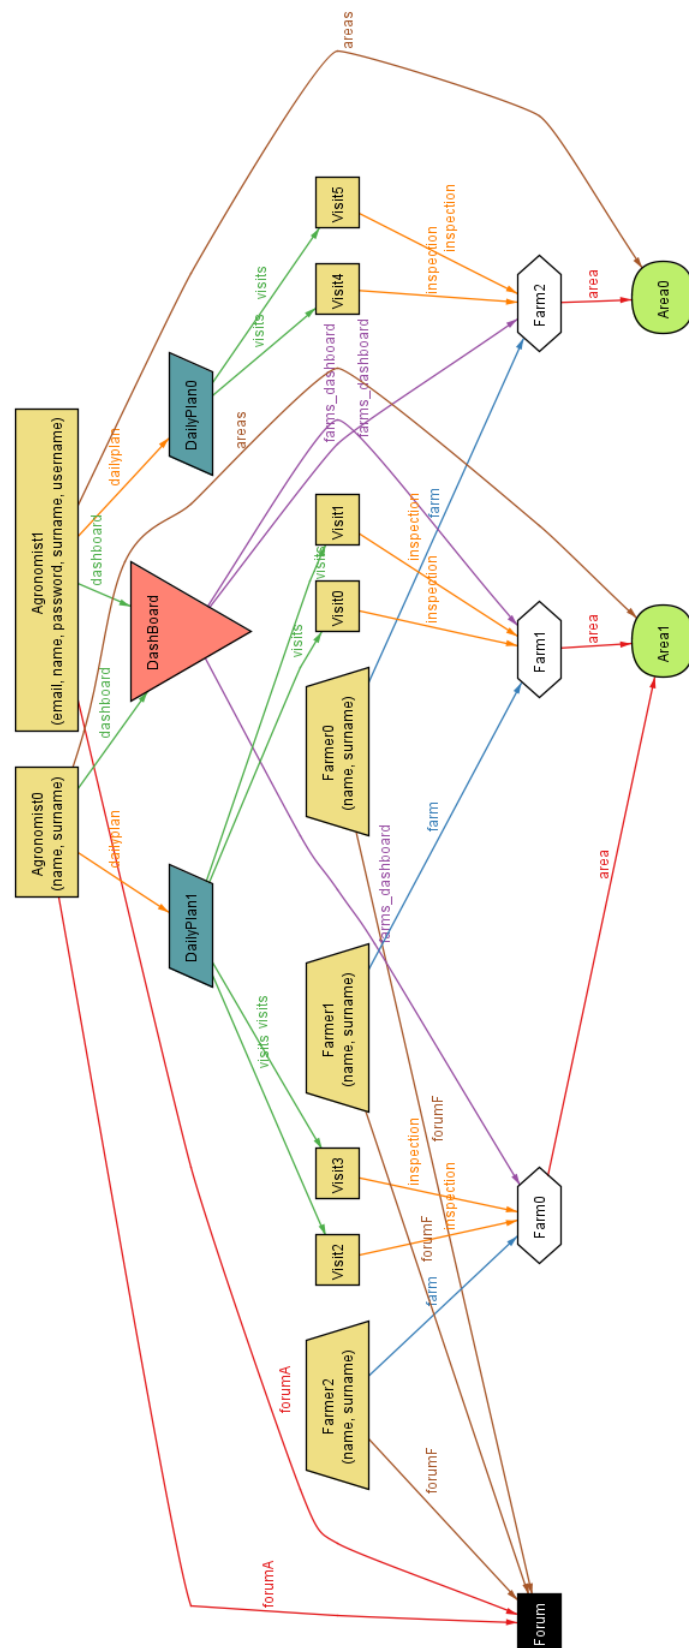 Agronomist0
(name, surname)
Agronomist1
(email, name, password, surname, username)
forumA
forumA
dailyplan
dashboard
dashboard
dailyplan
areas
areas
DashBoard
DailyPlan1
DailyPlan0
visits
visits
visits
visits
visits
visits
farms_dashboard
farms_dashboard
farms_dashboard
Farmer2
(name, surname)
Visit2
Visit3
Farmer1
(name, surname)
Farmer0
(name, surname)
Visit0
Visit1
Visit4
Visit5
forumF
forumF
forumF
farm
farm
farm
inspection
inspection
inspection
inspection
inspection
inspection
Forum
Farm0
Farm1
Farm2
area
area
area
Area1
Area0